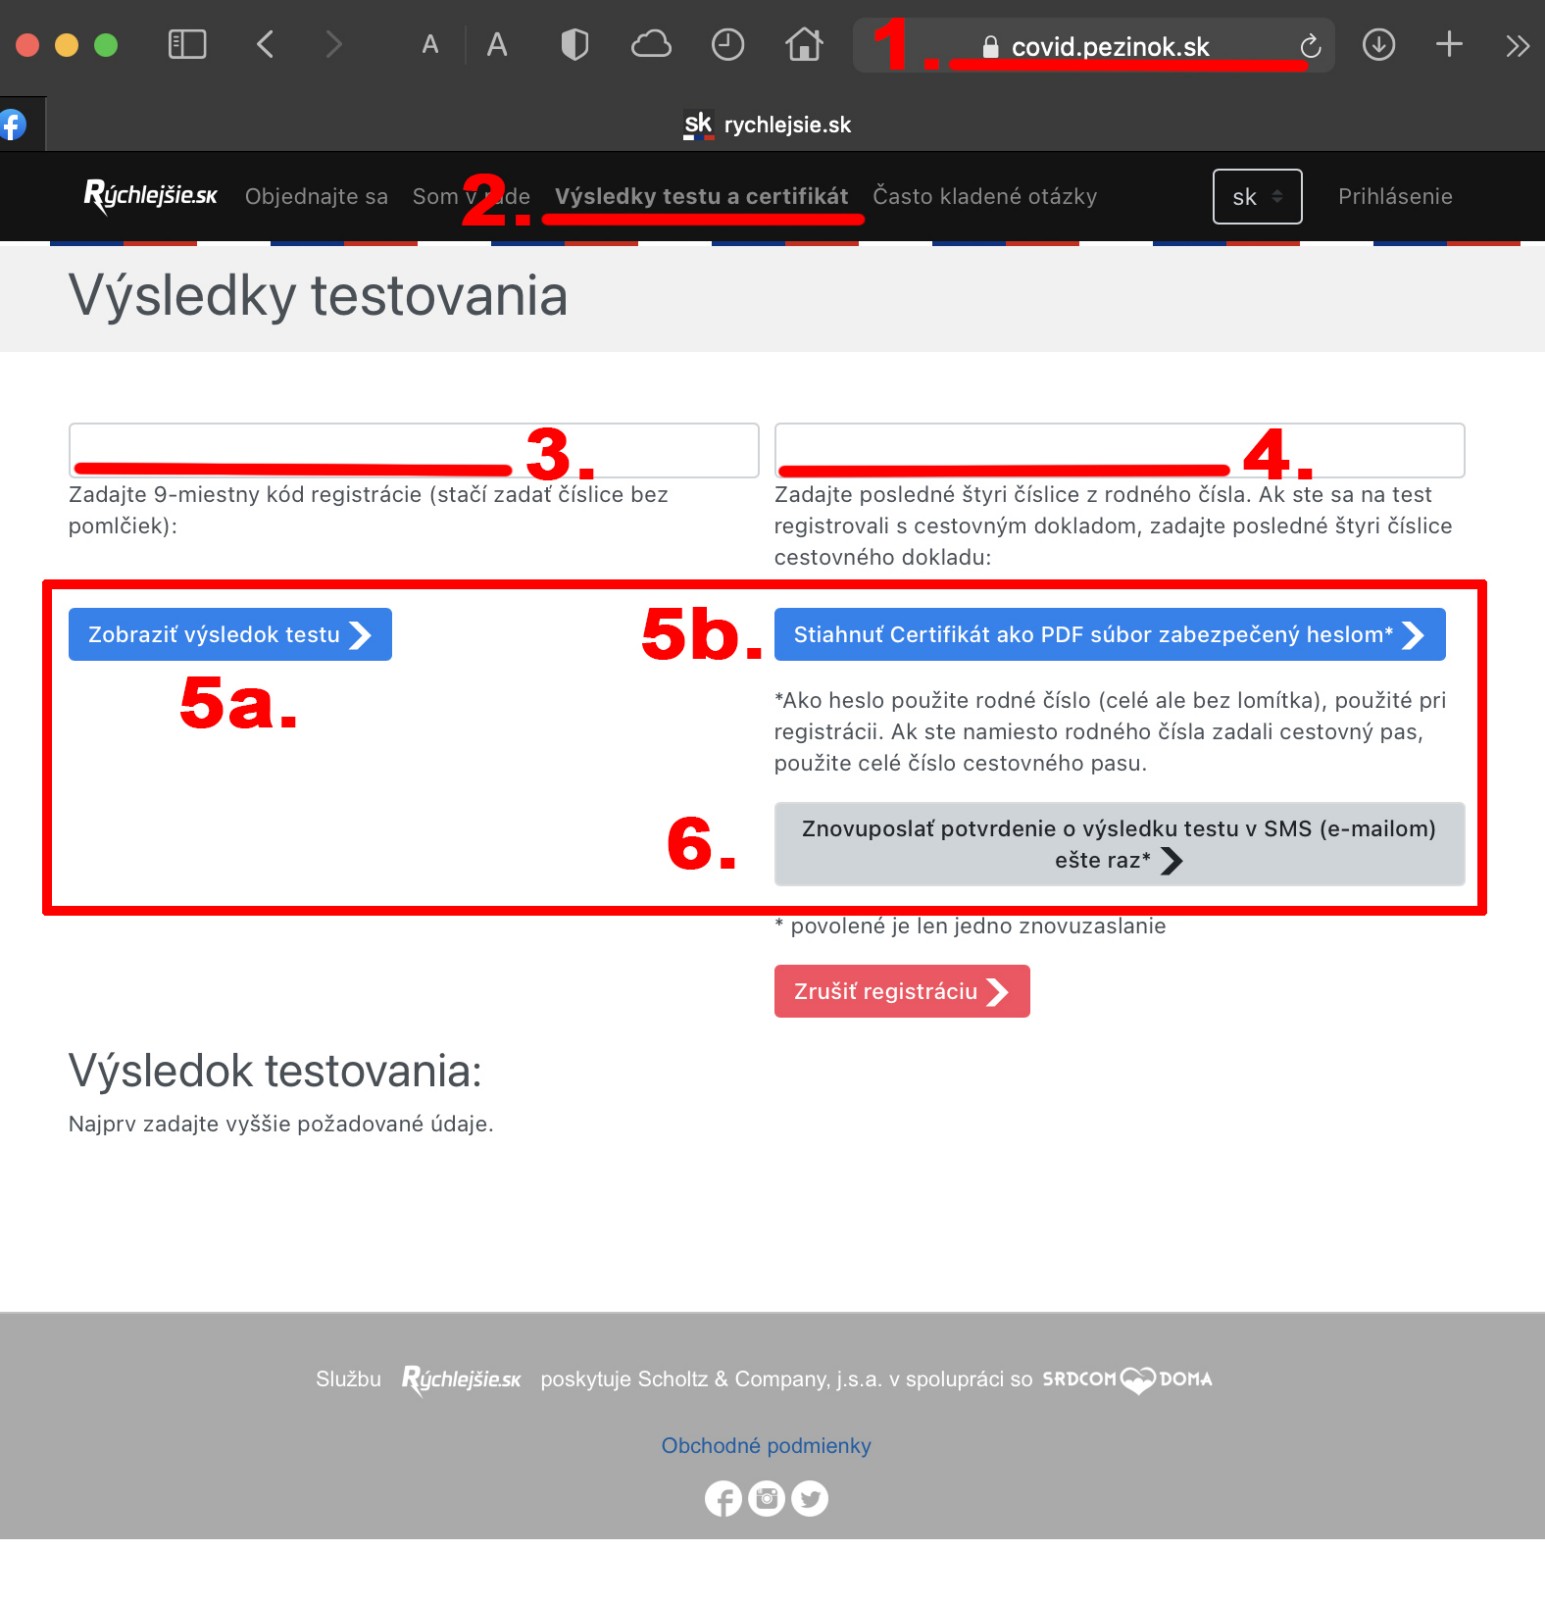 A A 1. covid.pezinok.sk
sk rychlejsie.sk
Rýchlejšie.sk Objednajte sa Som v rade 2. Výsledky testu a certifikát Často kladené otázky sk Prihlásenie
Výsledky testovania
3.
Zadajte 9-miestny kód registrácie (stačí zadať číslice bez
pomlčiek):
4.
Zadajte posledné štyri číslice z rodného čísla. Ak ste sa na test
registrovali s cestovným dokladom, zadajte posledné štyri číslice
cestovného dokladu:
Zobraziť výsledok testu
5a.
5b. Stiahnuť Certifikát ako PDF súbor zabezpečený heslom*
*Ako heslo použite rodné číslo (celé ale bez lomítka), použité pri
registrácii. Ak ste namiesto rodného čísla zadali cestovný pas,
použite celé číslo cestovného pasu.
6. Znovuposlať potvrdenie o výsledku testu v SMS (e-mailom)
ešte raz*
* povolené je len jedno znovuzaslanie
Zrušiť registráciu
Výsledok testovania:
Najprv zadajte vyššie požadované údaje.
Službu Rýchlejšie.sk poskytuje Scholtz & Company, j.s.a. v spolupráci so SRDCOM DOMA
Obchodné podmienky